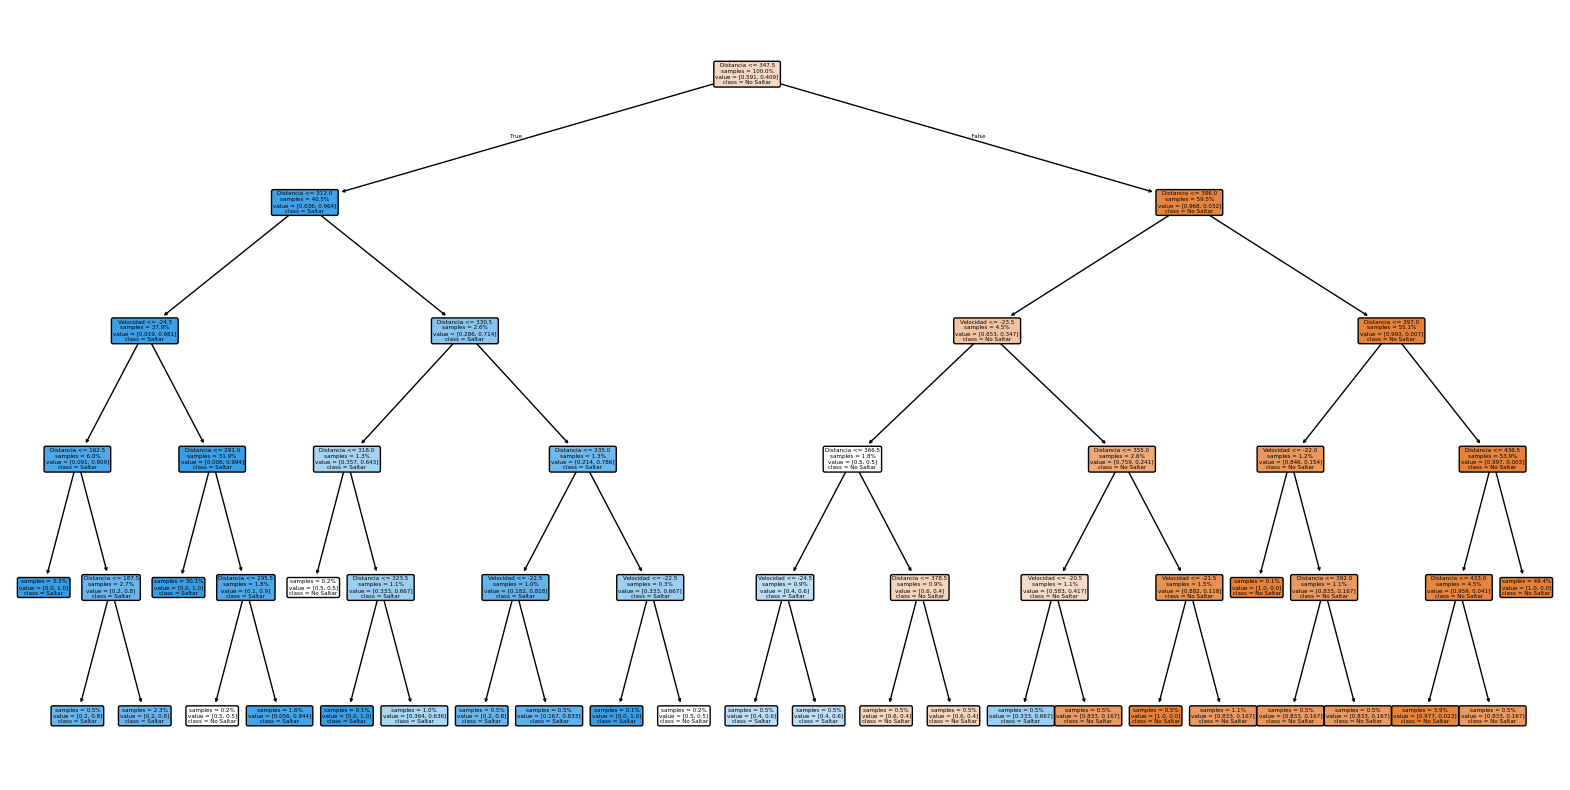 Distancia <= 347.5
samples = 100.0%
value = [0.591, 0.409]
class = No Saltar
True
False
Distancia <= 312.0
samples = 40.5%
value = [0.036, 0.964]
class = Saltar
Distancia <= 386.0
samples = 59.5%
value = [0.968, 0.032]
class = No Saltar
Velocidad <= -24.5
samples = 37.9%
value = [0.019, 0.981]
class = Saltar
Distancia <= 330.5
samples = 2.6%
value = [0.286, 0.714]
class = Saltar
Velocidad <= -23.5
samples = 4.5%
value = [0.653, 0.347]
class = No Saltar
Distancia <= 397.0
samples = 55.1%
value = [0.993, 0.007]
class = No Saltar
Distancia <= 162.5
samples = 6.0%
value = [0.091, 0.909]
class = Saltar
Distancia <= 291.0
samples = 31.9%
value = [0.006, 0.994]
class = Saltar
Distancia <= 318.0
samples = 1.3%
value = [0.357, 0.643]
class = Saltar
Distancia <= 335.0
samples = 1.3%
value = [0.214, 0.786]
class = Saltar
Distancia <= 366.5
samples = 1.8%
value = [0.5, 0.5]
class = No Saltar
Distancia <= 355.0
samples = 2.6%
value = [0.759, 0.241]
class = No Saltar
Velocidad <= -22.0
samples = 1.2%
value = [0.846, 0.154]
class = No Saltar
Distancia <= 436.5
samples = 53.9%
value = [0.997, 0.003]
class = No Saltar
samples = 3.3%
value = [0.0, 1.0]
class = Saltar
Distancia <= 187.5
samples = 2.7%
value = [0.2, 0.8]
class = Saltar
samples = 30.1%
value = [0.0, 1.0]
class = Saltar
Distancia <= 295.5
samples = 1.8%
value = [0.1, 0.9]
class = Saltar
samples = 0.2%
value = [0.5, 0.5]
class = No Saltar
Distancia <= 323.5
samples = 1.1%
value = [0.333, 0.667]
class = Saltar
Velocidad <= -22.5
samples = 1.0%
value = [0.182, 0.818]
class = Saltar
Velocidad <= -22.5
samples = 0.3%
value = [0.333, 0.667]
class = Saltar
Velocidad <= -24.5
samples = 0.9%
value = [0.4, 0.6]
class = Saltar
Distancia <= 378.5
samples = 0.9%
value = [0.6, 0.4]
class = No Saltar
Velocidad <= -20.5
samples = 1.1%
value = [0.583, 0.417]
class = No Saltar
Velocidad <= -21.5
samples = 1.5%
value = [0.882, 0.118]
class = No Saltar
samples = 0.1%
value = [1.0, 0.0]
class = No Saltar
Distancia <= 392.0
samples = 1.1%
value = [0.833, 0.167]
class = No Saltar
Distancia <= 433.0
samples = 4.5%
value = [0.959, 0.041]
class = No Saltar
samples = 49.4%
value = [1.0, 0.0]
class = No Saltar
samples = 0.5%
value = [0.2, 0.8]
class = Saltar
samples = 2.3%
value = [0.2, 0.8]
class = Saltar
samples = 0.2%
value = [0.5, 0.5]
class = No Saltar
samples = 1.6%
value = [0.056, 0.944]
class = Saltar
samples = 0.1%
value = [0.0, 1.0]
class = Saltar
samples = 1.0%
value = [0.364, 0.636]
class = Saltar
samples = 0.5%
value = [0.2, 0.8]
class = Saltar
samples = 0.5%
value = [0.167, 0.833]
class = Saltar
samples = 0.1%
value = [0.0, 1.0]
class = Saltar
samples = 0.2%
value = [0.5, 0.5]
class = No Saltar
samples = 0.5%
value = [0.4, 0.6]
class = Saltar
samples = 0.5%
value = [0.4, 0.6]
class = Saltar
samples = 0.5%
value = [0.6, 0.4]
class = No Saltar
samples = 0.5%
value = [0.6, 0.4]
class = No Saltar
samples = 0.5%
value = [0.333, 0.667]
class = Saltar
samples = 0.5%
value = [0.833, 0.167]
class = No Saltar
samples = 0.5%
value = [1.0, 0.0]
class = No Saltar
samples = 1.1%
value = [0.833, 0.167]
class = No Saltar
samples = 0.5%
value = [0.833, 0.167]
class = No Saltar
samples = 0.5%
value = [0.833, 0.167]
class = No Saltar
samples = 3.9%
value = [0.977, 0.023]
class = No Saltar
samples = 0.5%
value = [0.833, 0.167]
class = No Saltar